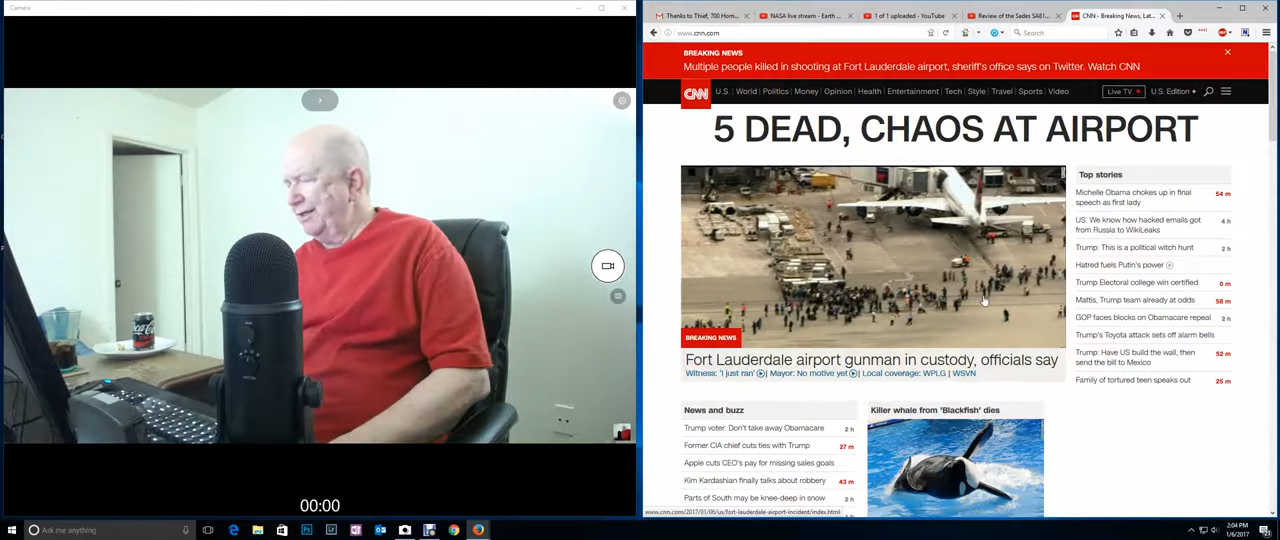 Camera
00:00
Coca-Cola
Thanks to Thief, 700 Horn...
NASA live stream - Earth ...
1 of 1 uploaded - YouTube
Review of the Sades SA81...
CNN - Breaking News, Lat...
www.cnn.com
Search
BREAKING NEWS
Multiple people killed in shooting at Fort Lauderdale airport, sheriff's office says on Twitter. Watch CNN
CNN
U.S. World Politics Money Opinion Health Entertainment Tech Style Travel Sports Video
Live TV
U.S. Edition +
5 DEAD, CHAOS AT AIRPORT
BREAKING NEWS
Fort Lauderdale airport gunman in custody, officials say
Witness: 'I just ran' | Mayor: No motive yet | Local coverage: WPLG | WSVN
Top stories
Michelle Obama chokes up in final
speech as first lady
54 m
US: We know how hacked emails got
from Russia to WikiLeaks
4 h
Trump: This is a political witch hunt
2 h
Hatred fuels Putin's power
Trump Electoral college win certified
0 m
Mattis, Trump team already at odds
58 m
GOP faces blocks on Obamacare repeal
2 h
Trump's Toyota attack sets off alarm bells
Trump: Have US build the wall, then
send the bill to Mexico
52 m
Family of tortured teen speaks out
25 m
News and buzz
Trump voter: Don't take away Obamacare
2 h
Former CIA chief cuts ties with Trump
27 m
Apple cuts CEO's pay for missing sales goals
Kim Kardashian finally talks about robbery
43 m
Parts of South may be knee-deep in snow
2 h
Killer whale from 'Blackfish' dies
www.cnn.com/2017/01/06/us/fort-lauderdale-airport-incident/index.html
Ask me anything
2:04 PM
1/6/2017